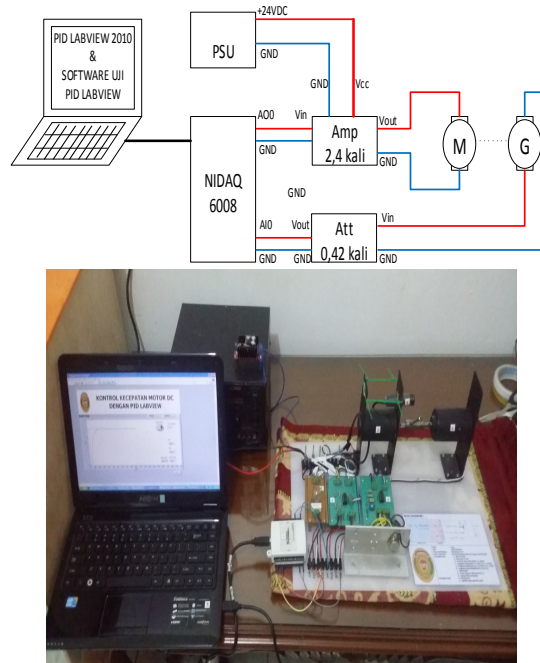 PID LABVIEW 2010
&
SOFTWARE UJI
PID LABVIEW
PSU
+24VDC
GND
GND
Vcc
NIDAQ
6008
AO0
Vin
GND
Amp
2,4 kali
Vout
GND
M
G
GND
AI0
Vout
GND
GND
Att
0,42 kali
Vin
GND
KONTROL KECEPATAN MOTOR DC
DENGAN PID LABVIEW